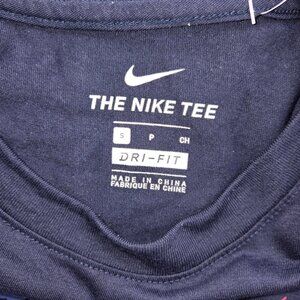 THE NIKE TEE
S P CH
DRI-FIT
MADE IN CHINA
FABRIQUÉ EN CHINE